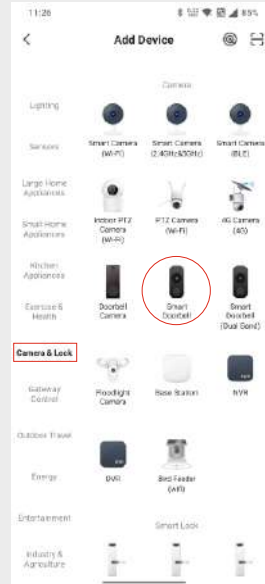 11:26
85%
Add Device
Camera
Lighting
Sensors
Large Home
Appliances
Small Home
Appliances
Kitchen
Appliances
Exercise &
Health
Camera & Lock
Gateway
Control
Outdoor Travel
Energy
Entertainment
Industry &
Agriculture
Smart Camera
(Wi-Fi)
Smart Camera
(2.4GHz&5GHz)
Smart Camera
(BLE)
Indoor PTZ
Camera
(Wi-Fi)
PTZ Camera
(Wi-Fi)
4G Camera
(4G)
Doorbell
Camera
Smart
Doorbell
Smart
Doorbell
(Dual Band)
Floodlight
Camera
Base Station
NVR
DVR
Bird Feeder
(wifi)
Smart Lock